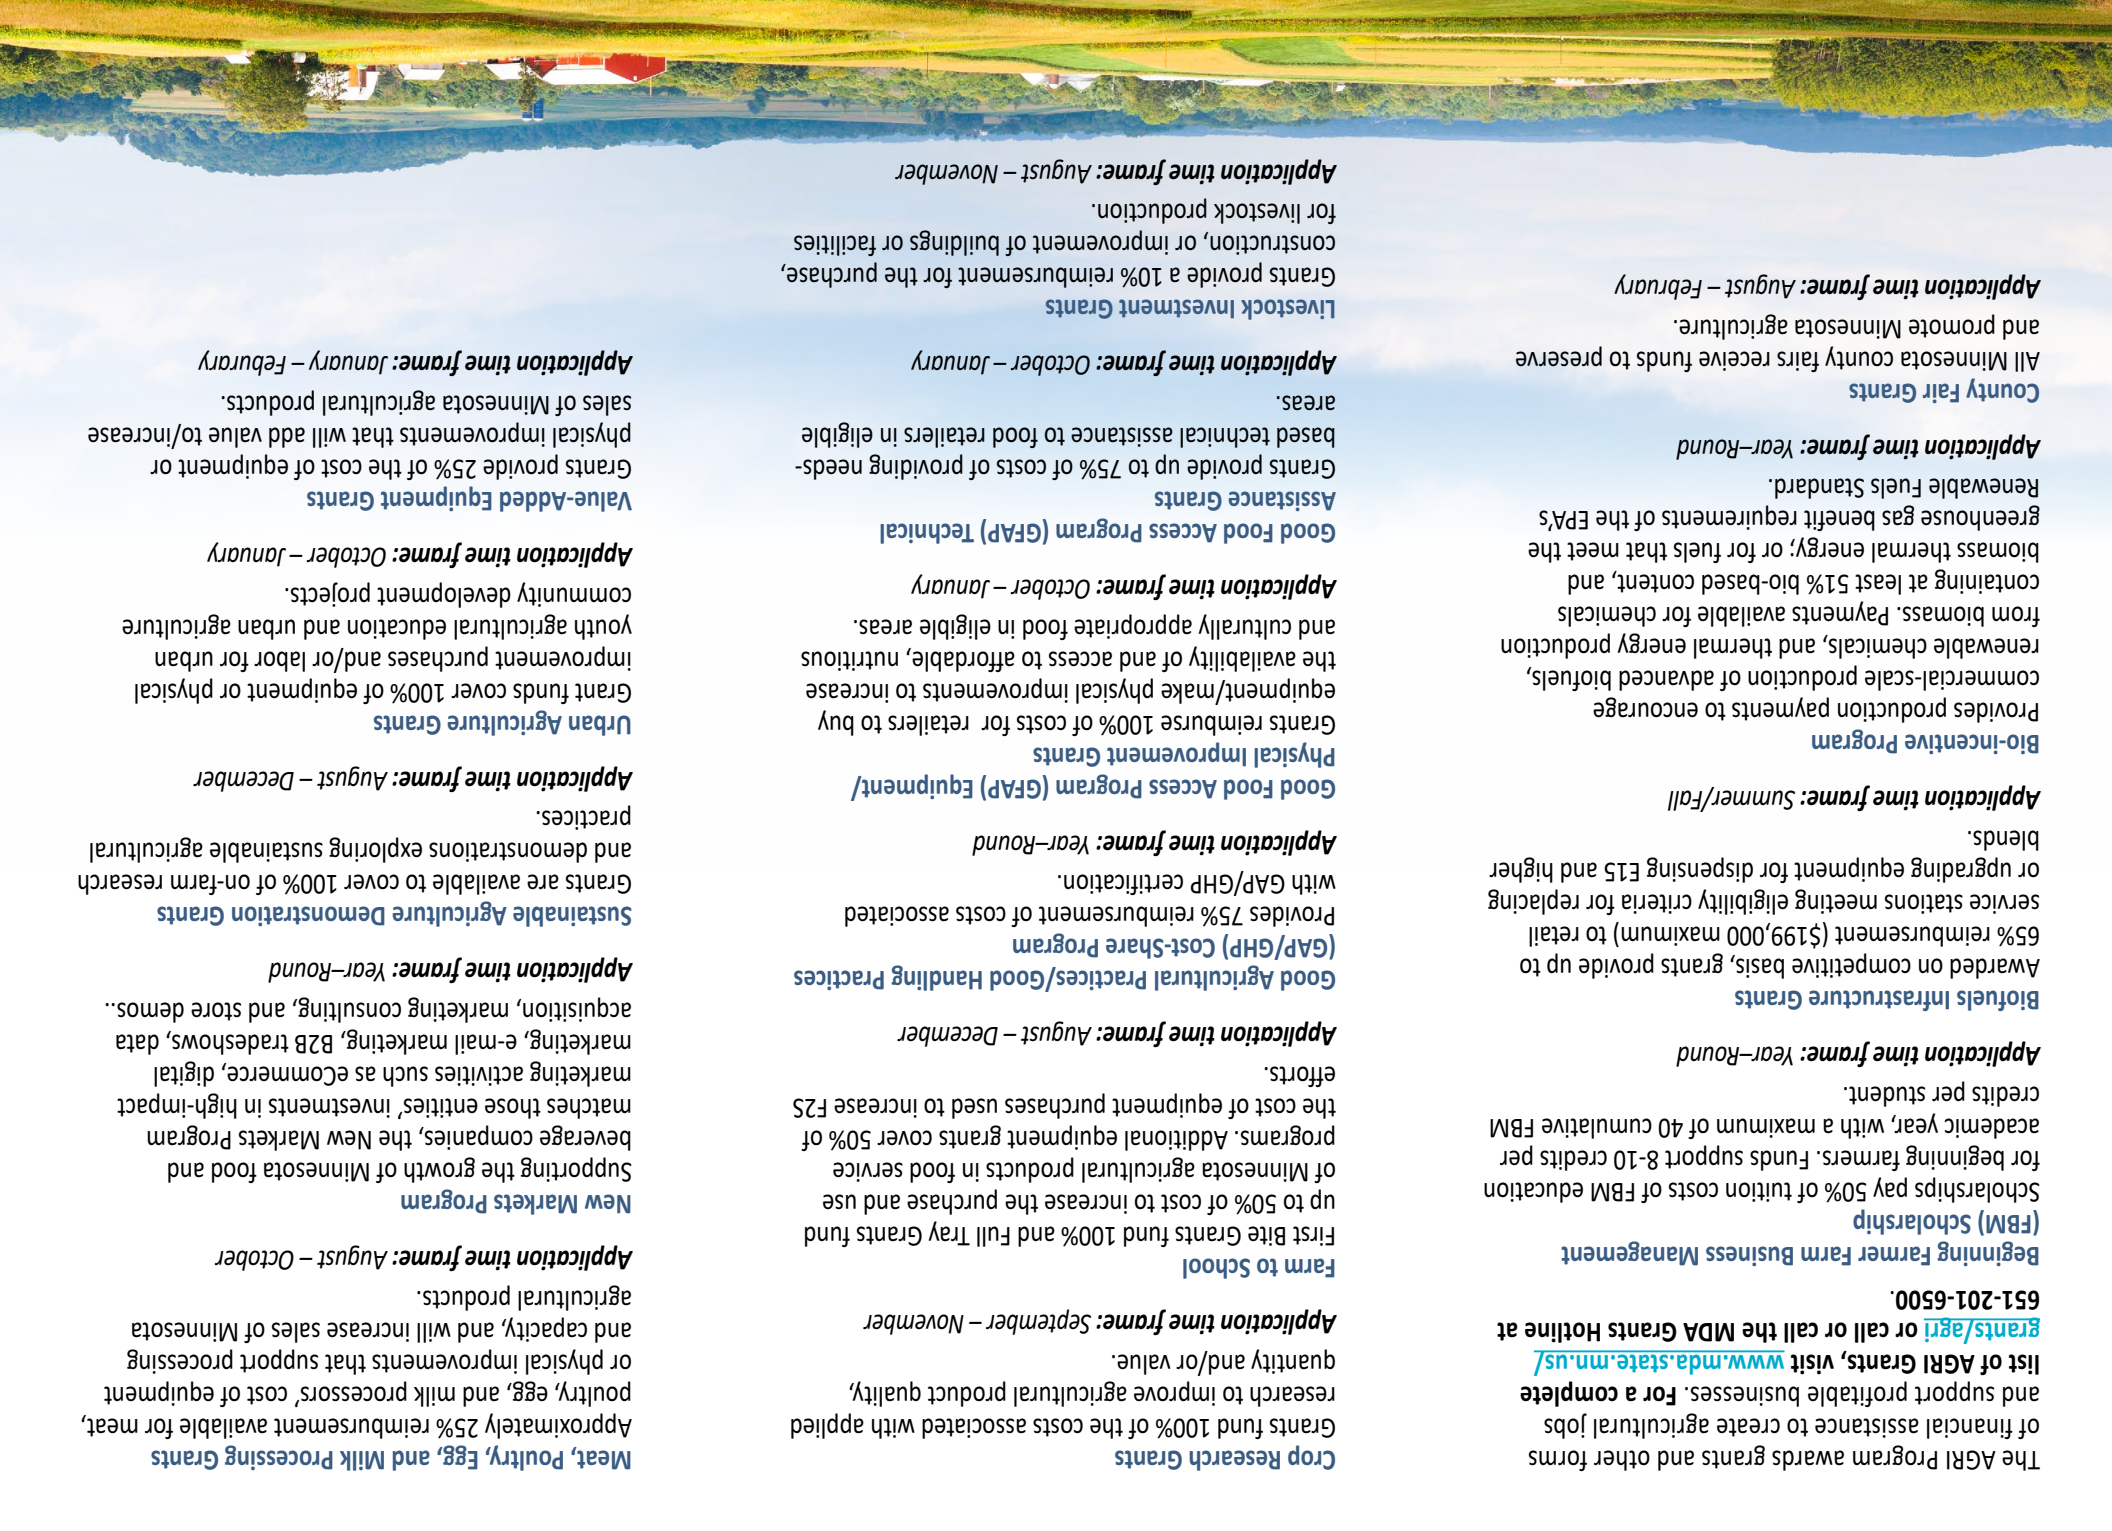 The AGRI Program awards grants and other forms
of financial assistance to create agricultural jobs
and support profitable businesses. For a complete
list of AGRI Grants, visit www.mda.state.mn.us/
grants/agri or call or call the MDA Grants Hotline at
651-201-6500.
Beginning Farmer Farm Business Management
(FBM) Scholarship
Scholarships pay 50% of tuition costs of FBM education
for beginning farmers. Funds support 8-10 credits per
academic year, with a maximum of 40 cumulative FBM
credits per student.
Application time frame: Year–Round
Biofuels Infrastructure Grants
Awarded on competitive basis, grants provide up to
65% reimbursement ($199,000 maximum) to retail
service stations meeting eligibility criteria for replacing
or upgrading equipment for dispensing E15 and higher
blends.
Application time frame: Summer/Fall
Bio-incentive Program
Provides production payments to encourage
commercial-scale production of advanced biofuels,
renewable chemicals, and thermal energy production
from biomass. Payments available for chemicals
containing at least 51% bio-based content, and
biomass thermal energy; or for fuels that meet the
greenhouse gas benefit requirements of the EPA’s
Renewable Fuels Standard.
Application time frame: Year–Round
County Fair Grants
All Minnesota county fairs receive funds to preserve
and promote Minnesota agriculture.
Application time frame: August – February
Crop Research Grants
Grants fund 100% of the costs associated with applied
research to improve agricultural product quality,
quantity and/or value.
Application time frame: September – November
Farm to School
First Bite Grants fund 100% and Full Tray Grants fund
up to 50% of cost to increase the purchase and use
of Minnesota agricultural products in food service
programs. Additional equipment grants cover 50% of
the cost of equipment purchases used to increase F2S
efforts.
Application time frame: August – December
Good Agricultural Practices/Good Handling Practices
(GAP/GHP) Cost-Share Program
Provides 75% reimbursement of costs associated
with GAP/GHP certification.
Application time frame: Year–Round
Good Food Access Program (GFAP) Equipment/
Physical Improvement Grants
Grants reimburse 100% of costs for retailers to buy
equipment/make physical improvements to increase
the availability of and access to affordable, nutritious
and culturally appropriate food in eligible areas.
Application time frame: October – January
Good Food Access Program (GFAP) Technical
Assistance Grants
Grants provide up to 75% of costs of providing needs-
based technical assistance to food retailers in eligible
areas.
Application time frame: October – January
Livestock Investment Grants
Grants provide a 10% reimbursement for the purchase,
construction, or improvement of buildings or facilities
for livestock production.
Application time frame: August – November
Meat, Poultry, Egg, and Milk Processing Grants
Approximately 25% reimbursement available for meat,
poultry, egg, and milk processors’ cost of equipment
or physical improvements that support processing
and capacity, and will increase sales of Minnesota
agricultural products.
Application time frame: August – October
New Markets Program
Supporting the growth of Minnesota food and
beverage companies, the New Markets Program
matches those entities’ investments in high-impact
marketing activities such as eCommerce, digital
marketing, e-mail marketing, B2B tradeshows, data
acquisition, marketing consulting, and store demos..
Application time frame: Year–Round
Sustainable Agriculture Demonstration Grants
Grants are available to cover 100% of on-farm research
and demonstrations exploring sustainable agricultural
practices.
Application time frame: August – December
Urban Agriculture Grants
Grant funds cover 100% of equipment or physical
improvement purchases and/or labor for urban
youth agricultural education and urban agriculture
community development projects.
Application time frame: October – January
Value-Added Equipment Grants
Grants provide 25% of the cost of equipment or
physical improvements that will add value to/increase
sales of Minnesota agricultural products.
Application time frame: January – Feburary